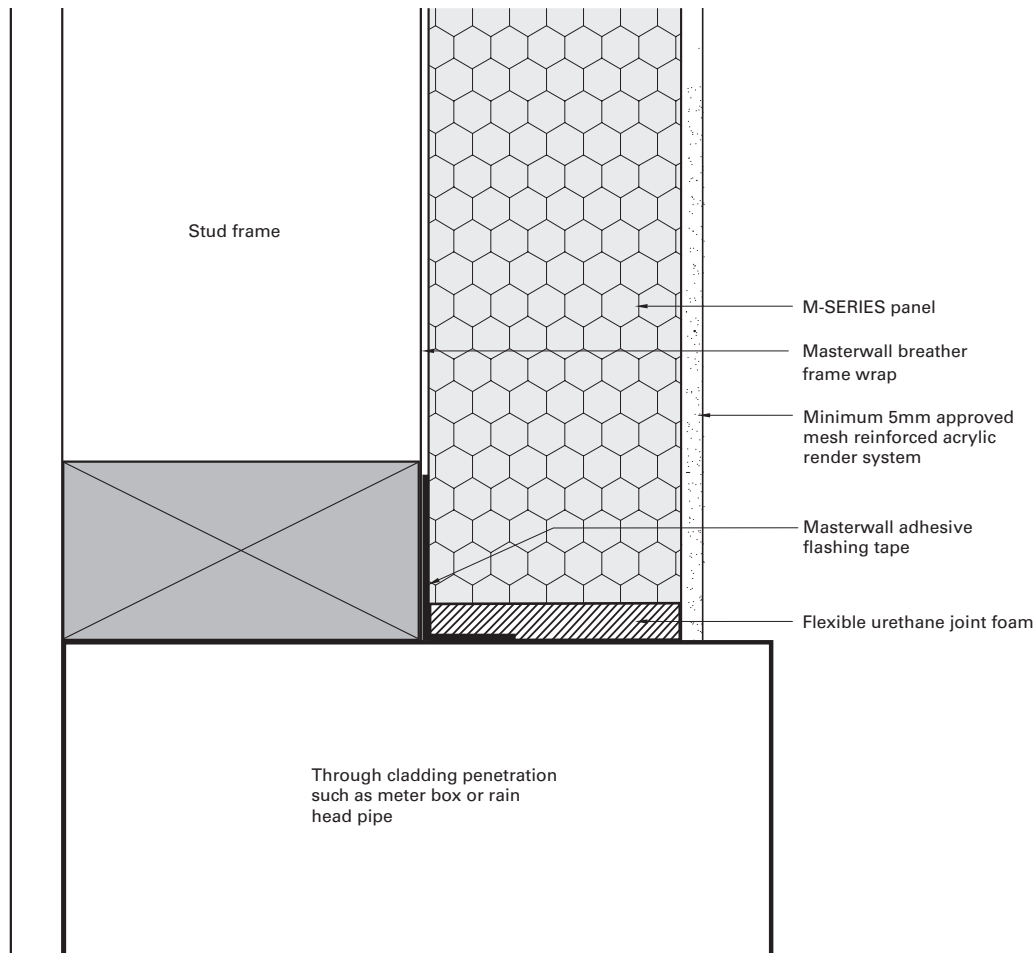 Stud frame
M-SERIES panel
Masterwall breather
frame wrap
Minimum 5mm approved
mesh reinforced acrylic
render system
Masterwall adhesive
flashing tape
Flexible urethane joint foam
Through cladding penetration
such as meter box or rain
head pipe